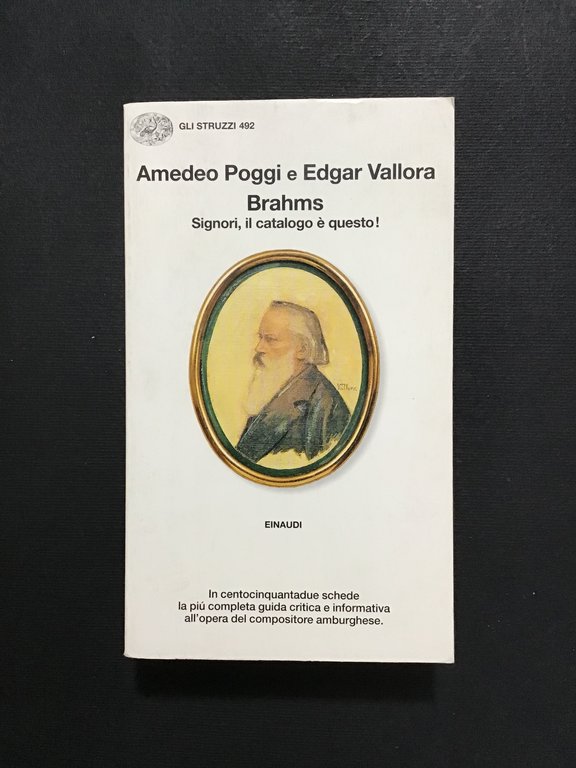 GLI STRUZZI 492
Amedeo Poggi e Edgar Vallora
Brahms
Signori, il catalogo è questo!
EINAUDI
In centocinquantadue schede
la piú completa guida critica e informativa
all'opera del compositore amburghese.